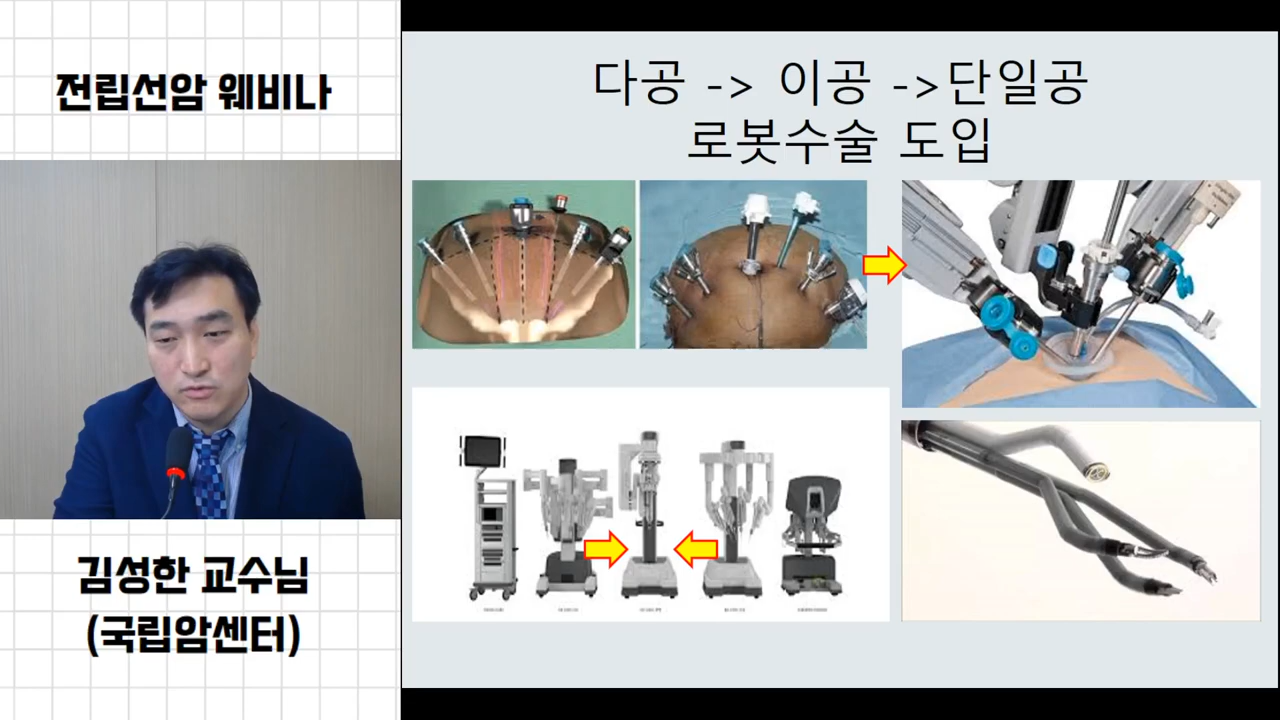 전립선암 웨비나
김성한 교수님
(국립암센터)
다공 -> 이공 ->단일공
로봇수술 도입